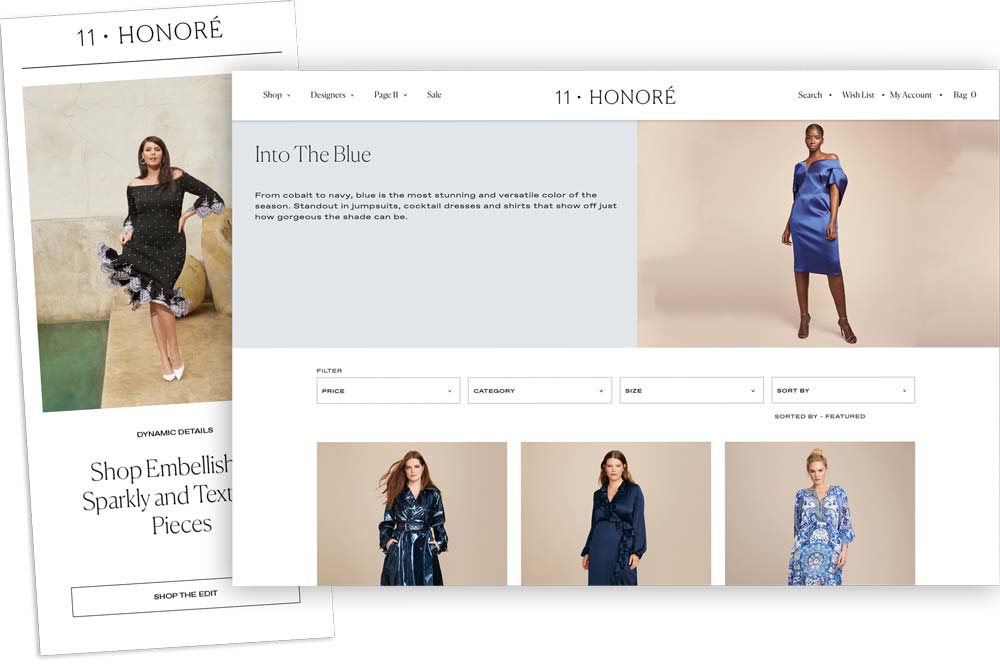 11 • HONORÉ
DYNAMIC DETAILS
Shop Embellish
Sparkly and Text
Pieces
SHOP THE EDIT
Shop
Designers
Page 11
Sale
11 • HONORÉ
Search • Wish List • My Account • Bag 0
Into The Blue
From cobalt to navy, blue is the most stunning and versatile color of the
season. Standout in jumpsuits, cocktail dresses and shirts that show off just
how gorgeous the shade can be.
FILTER
PRICE
CATEGORY
SIZE
SORT BY
SORTED BY - FEATURED